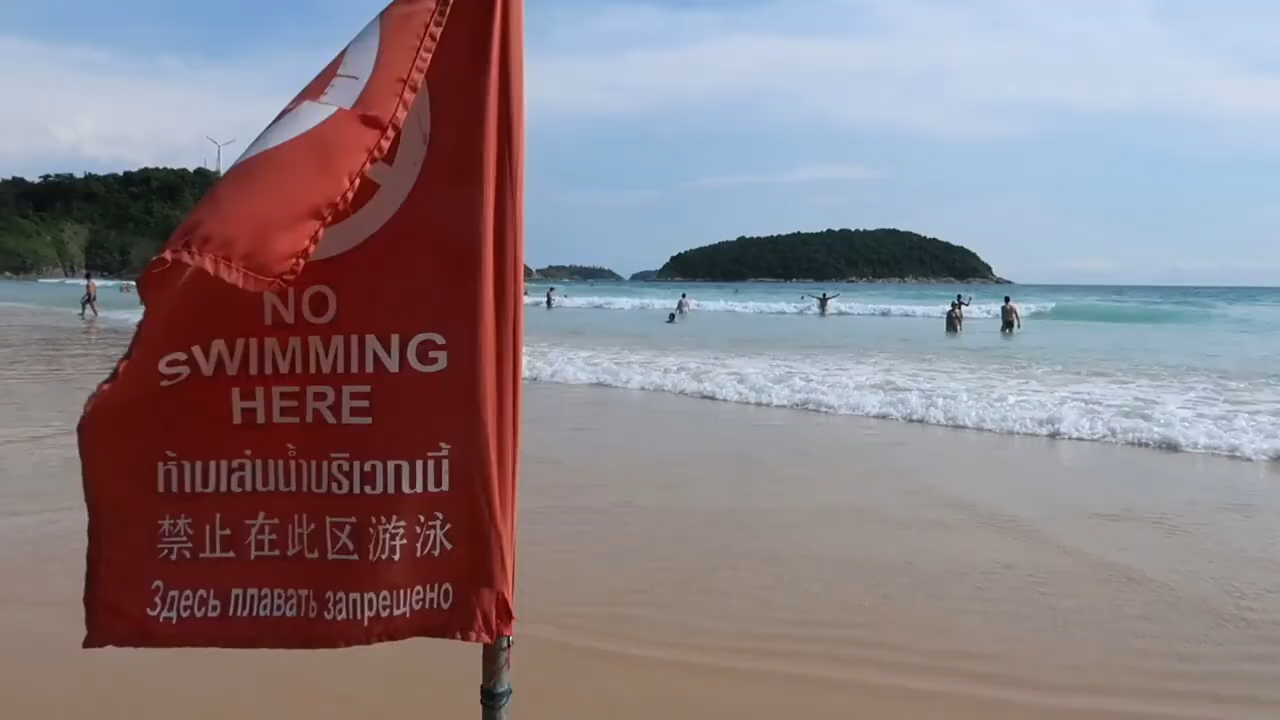 NO
SWIMMING
HERE
ห้ามเล่นน้ำบริเวณนี้
禁止在此区游泳
Здесь плавать запрещено